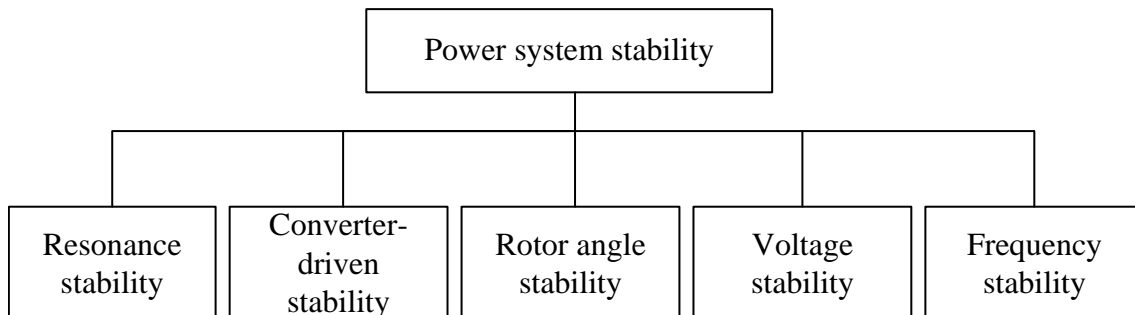 Power system stability
Resonance
stability
Converter-
driven
stability
Rotor angle
stability
Voltage
stability
Frequency
stability